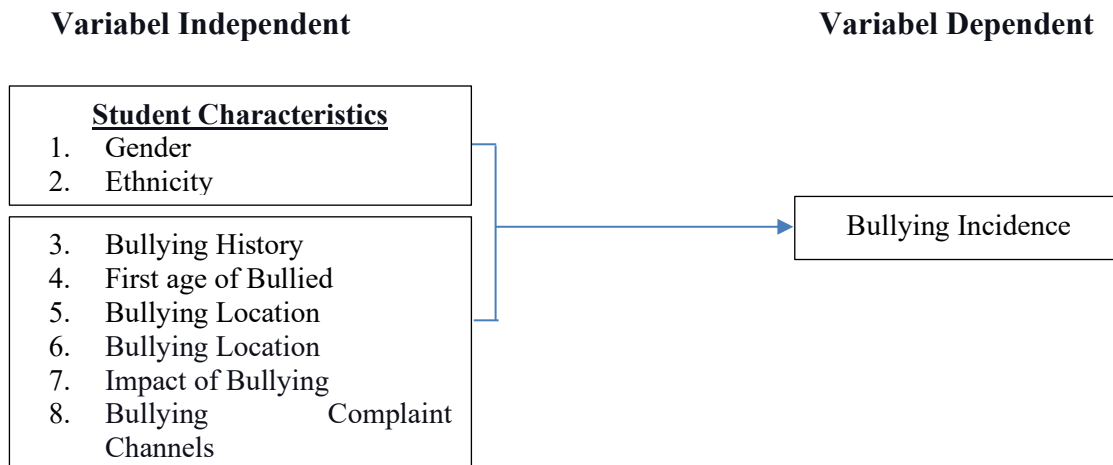 Variabel Independent
Variabel Dependent
Student Characteristics
1. Gender
2. Ethnicity
3. Bullying History
4. First age of Bullied
5. Bullying Location
6. Bullying Location
7. Impact of Bullying
8. Bullying Complaint
Channels
Bullying Incidence